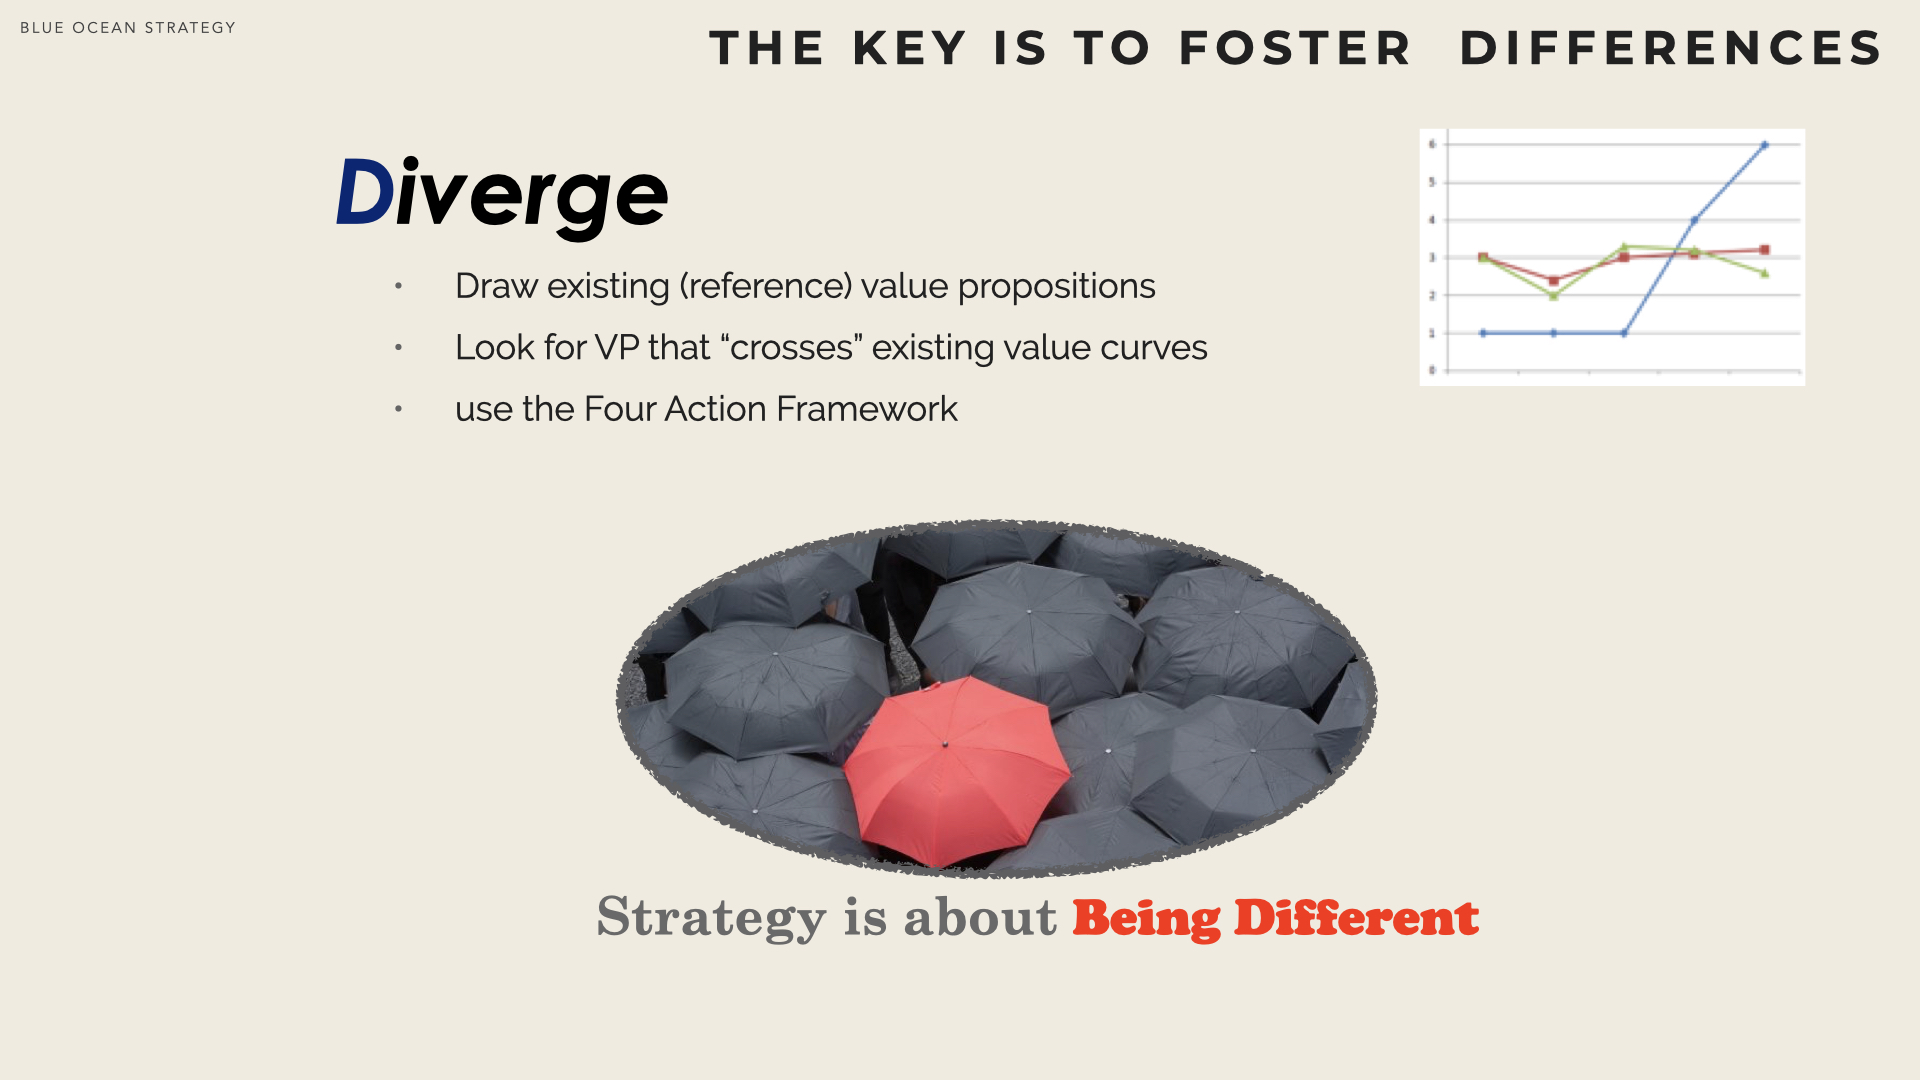 BLUE OCEAN STRATEGY
THE KEY IS TO FOSTER DIFFERENCES
Diverge
• Draw existing (reference) value propositions
• Look for VP that “crosses” existing value curves
• use the Four Action Framework
6
5
4
3
2
1
0
Strategy is about Being Different